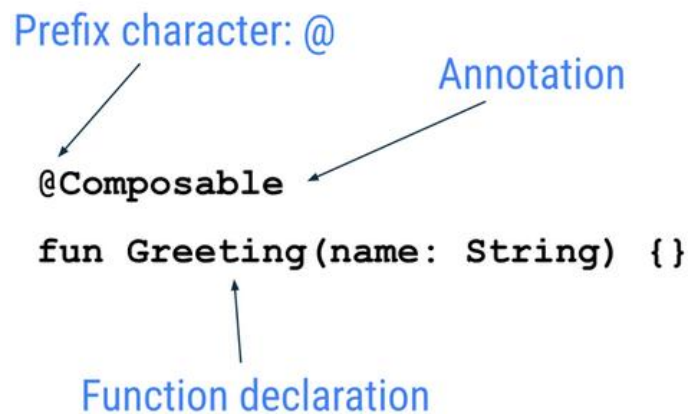 Prefix character: @
Annotation
@Composable
fun Greeting(name: String) {}
Function declaration